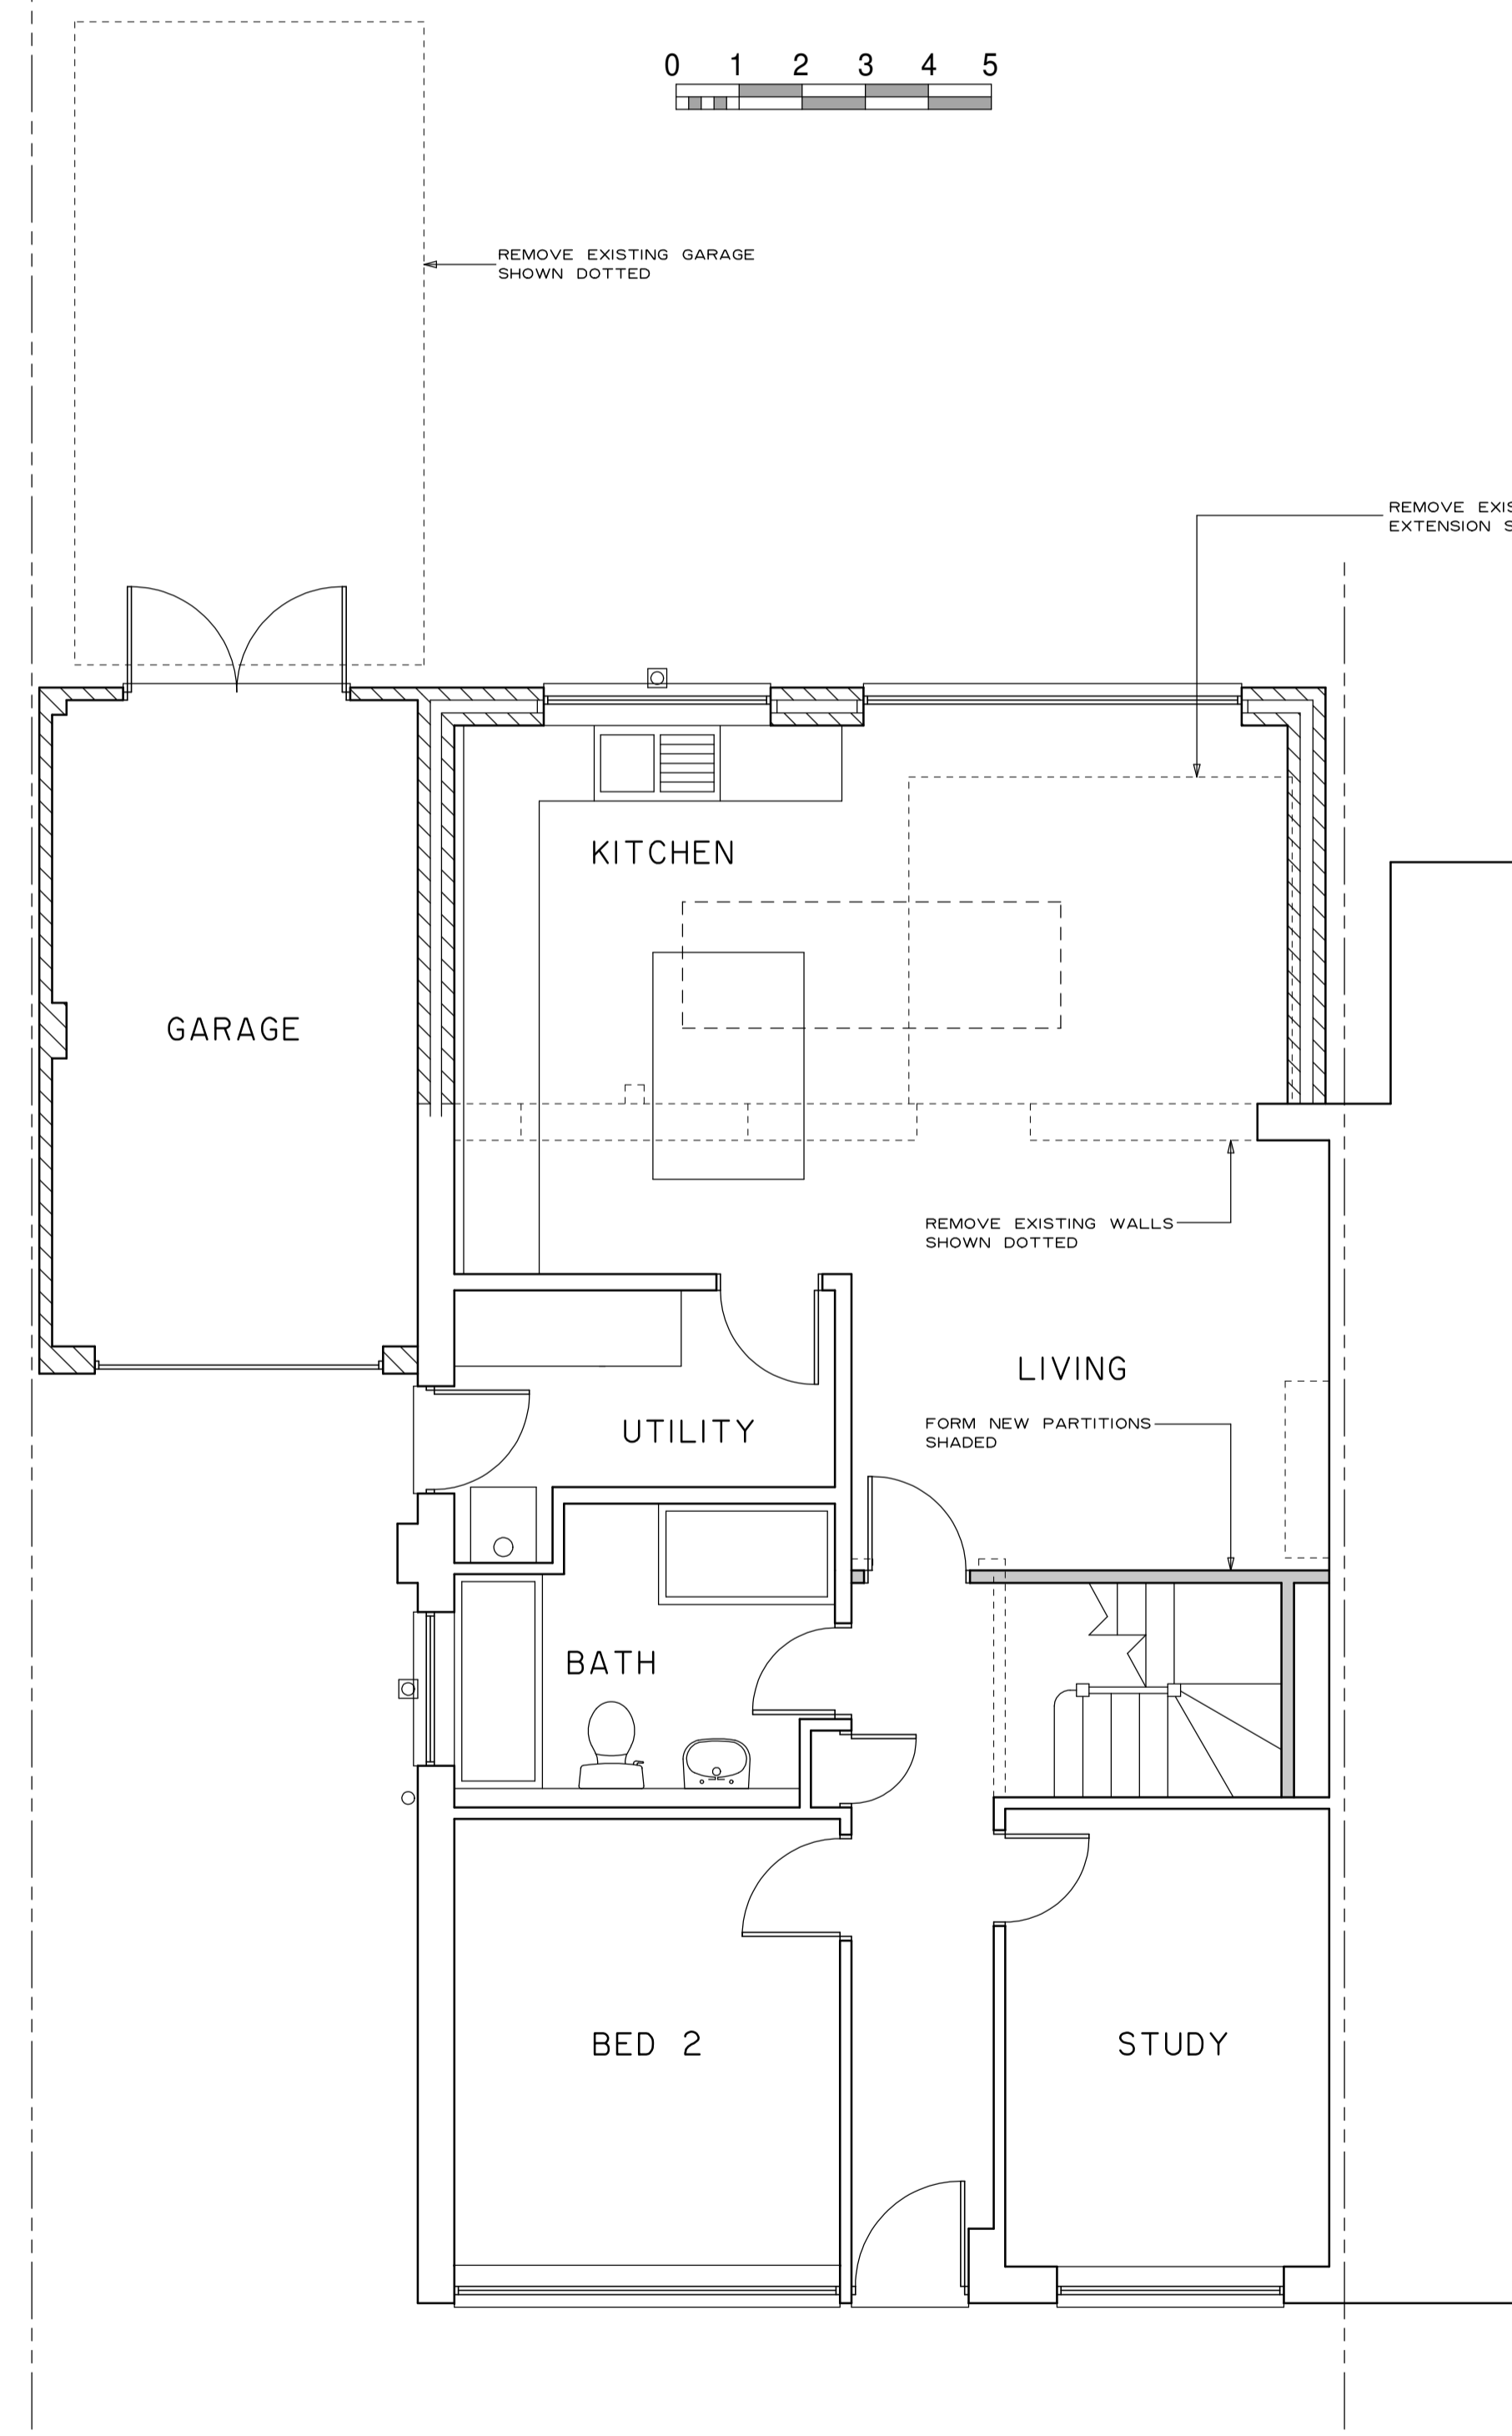 0 1 2 3 4 5
REMOVE EXISTING GARAGE
SHOWN DOTTED
REMOVE
EXTENSION
KITCHEN
GARAGE
REMOVE EXISTING WALLS
SHOWN DOTTED
LIVING
FORM NEW PARTITIONS
SHADED
UTILITY
BATH
BED 2
STUDY